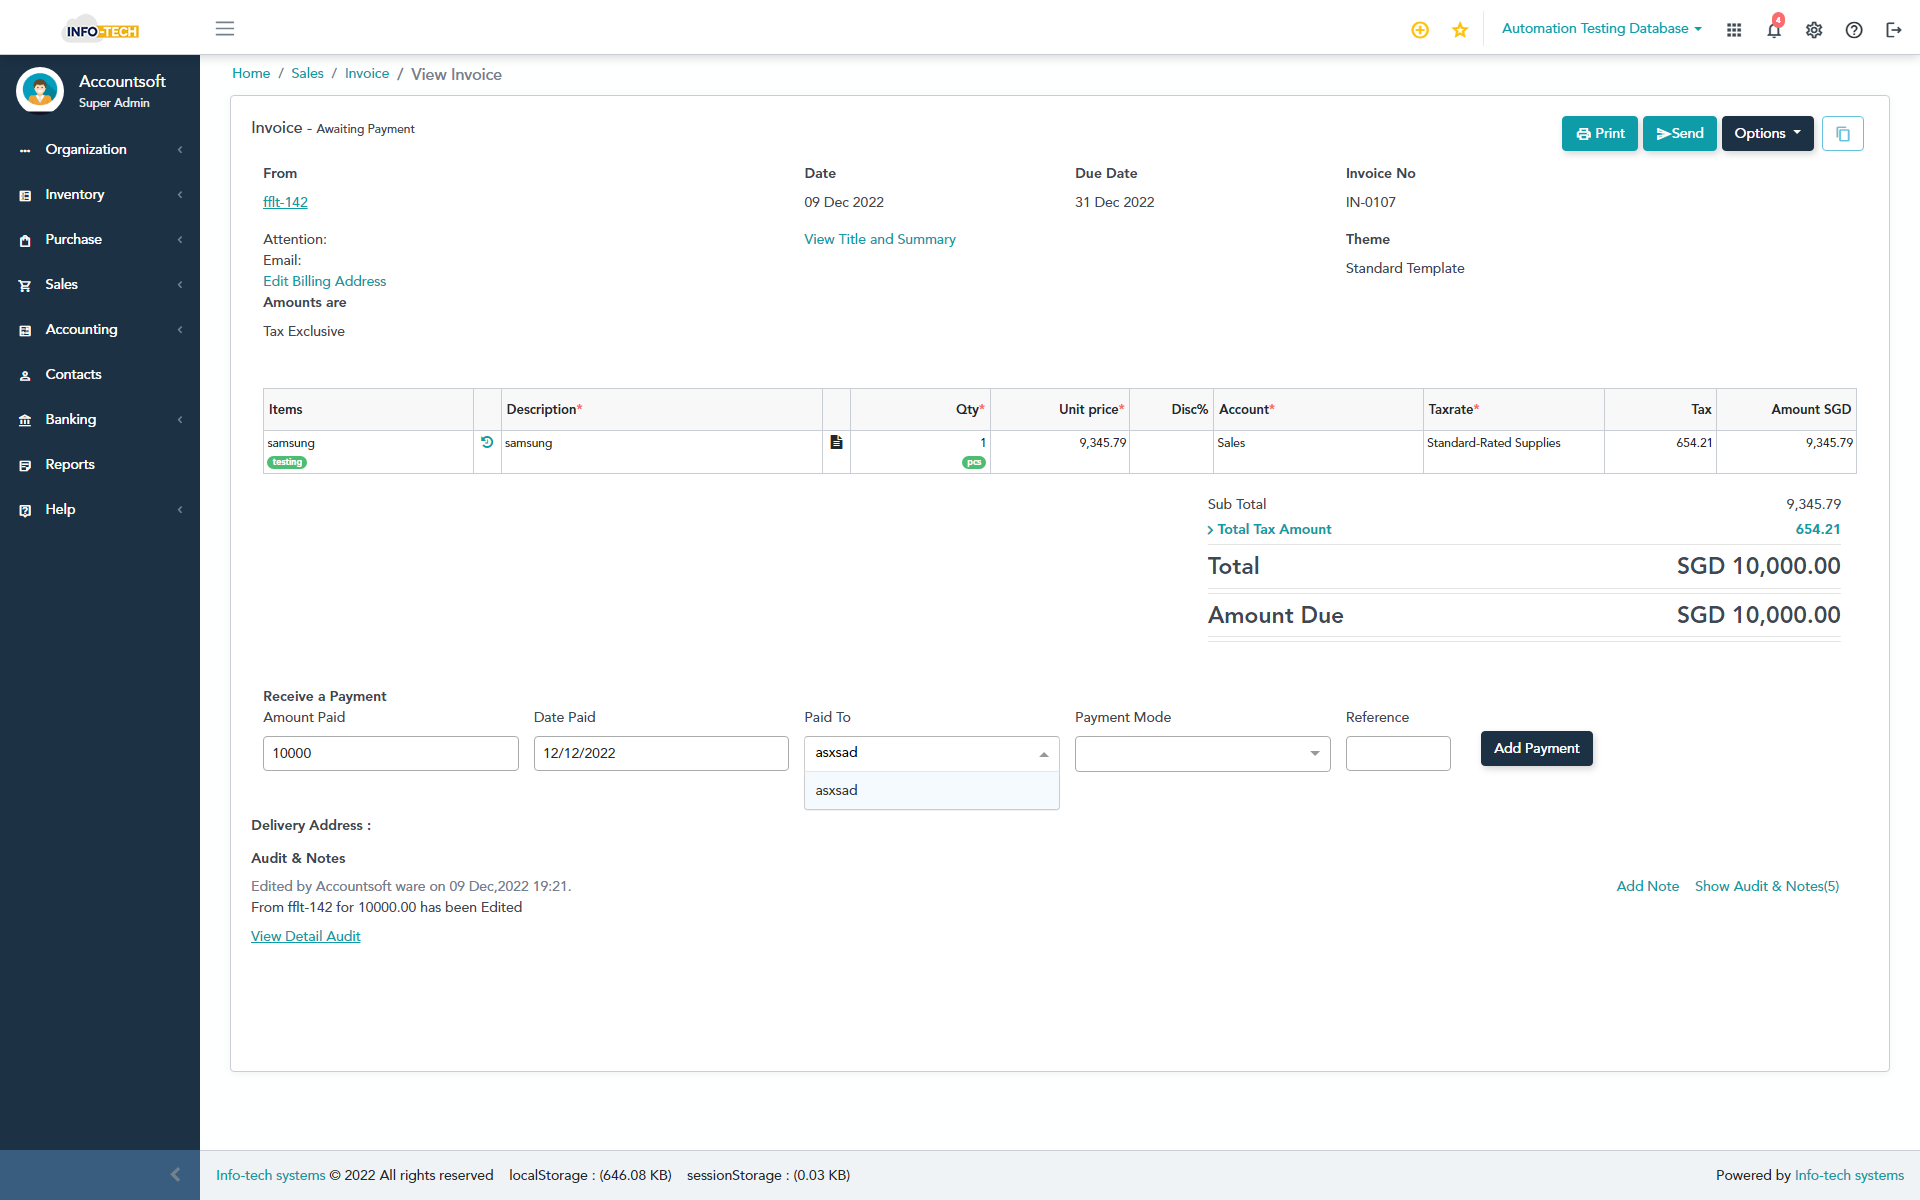 INFO-TECH
Automation Testing Database
4
Accountsoft
Super Admin
Organization
Inventory
Purchase
Sales
Accounting
Contacts
Banking
Reports
Help
Home / Sales / Invoice / View Invoice
Invoice - Awaiting Payment
Print
Send
Options
From
Date
Due Date
Invoice No
fflt-142
09 Dec 2022
31 Dec 2022
IN-0107
Attention:
View Title and Summary
Theme
Email:
Standard Template
Edit Billing Address
Amounts are
Tax Exclusive
Items Description* Qty* Unit price* Disc% Account* Taxrate* Tax Amount SGD
samsung samsung 1 9,345.79 Sales Standard-Rated Supplies 654.21 9,345.79
testing pcs
Sub Total 9,345.79
Total Tax Amount 654.21
Total SGD 10,000.00
Amount Due SGD 10,000.00
Receive a Payment
Amount Paid Date Paid Paid To Payment Mode Reference
10000 12/12/2022 asxsad Add Payment
asxsad
Delivery Address :
Audit & Notes
Edited by Accountsoft ware on 09 Dec,2022 19:21.
Add Note Show Audit & Notes(5)
From fflt-142 for 10000.00 has been Edited
View Detail Audit
Info-tech systems © 2022 All rights reserved localStorage : (646.08 KB) sessionStorage : (0.03 KB)
Powered by Info-tech systems